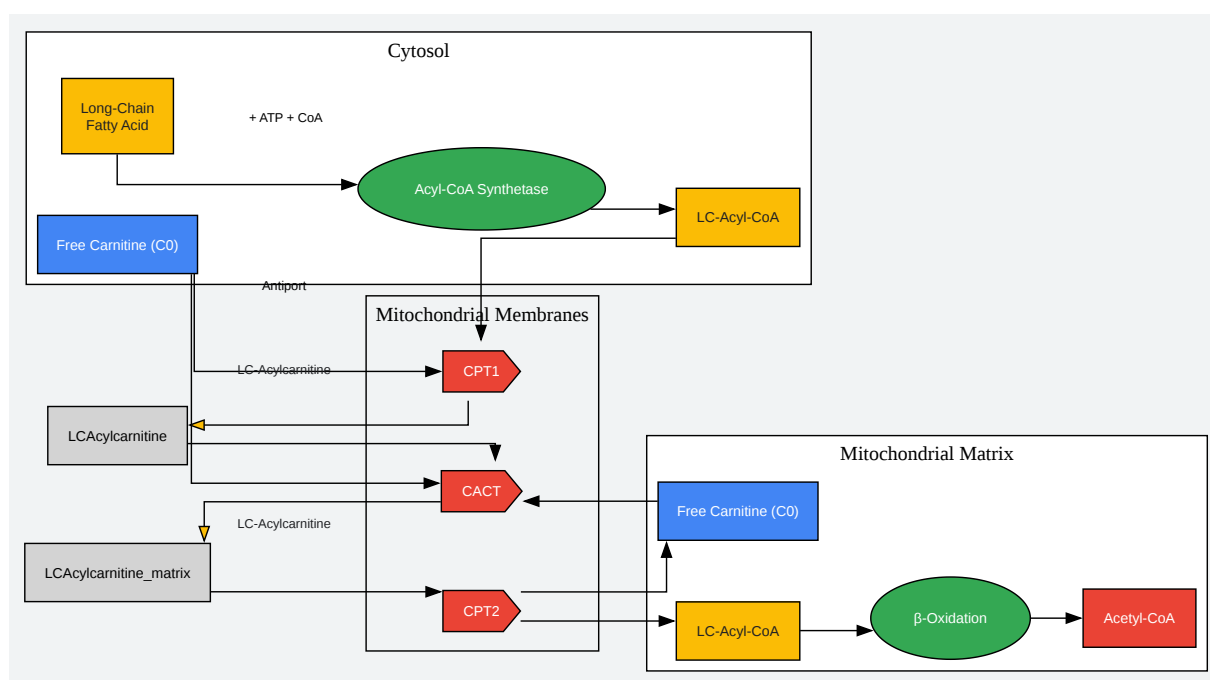 Cytosol
Long-Chain
Fatty Acid
+ ATP + CoA
Acyl-CoA Synthetase
LC-Acyl-CoA
Free Carnitine (C0)
Antiport
Mitochondrial Membranes
CPT1
LC-Acylcarnitine
LCAcylcarnitine
Mitochondrial Matrix
CACT
Free Carnitine (C0)
LC-Acylcarnitine
LCAcylcarnitine_matrix
CPT2
LC-Acyl-CoA
β-Oxidation
Acetyl-CoA